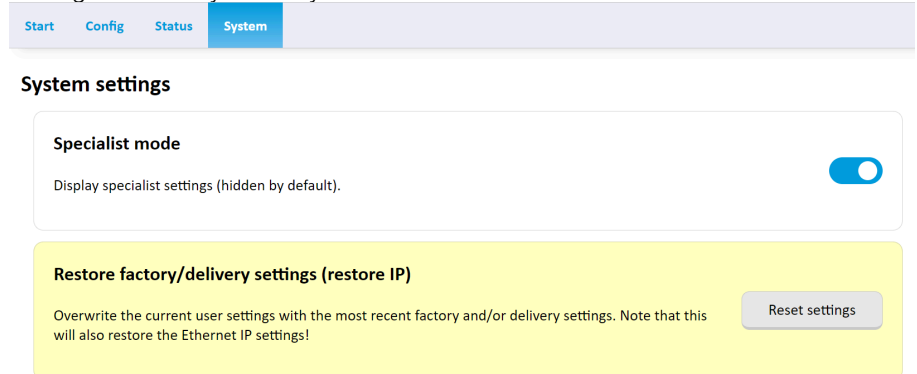 Start Config Status System
System settings
Specialist mode
Display specialist settings (hidden by default).
Restore factory/delivery settings (restore IP)
Overwrite the current user settings with the most recent factory and/or delivery settings. Note that this
will also restore the Ethernet IP settings!
Reset settings